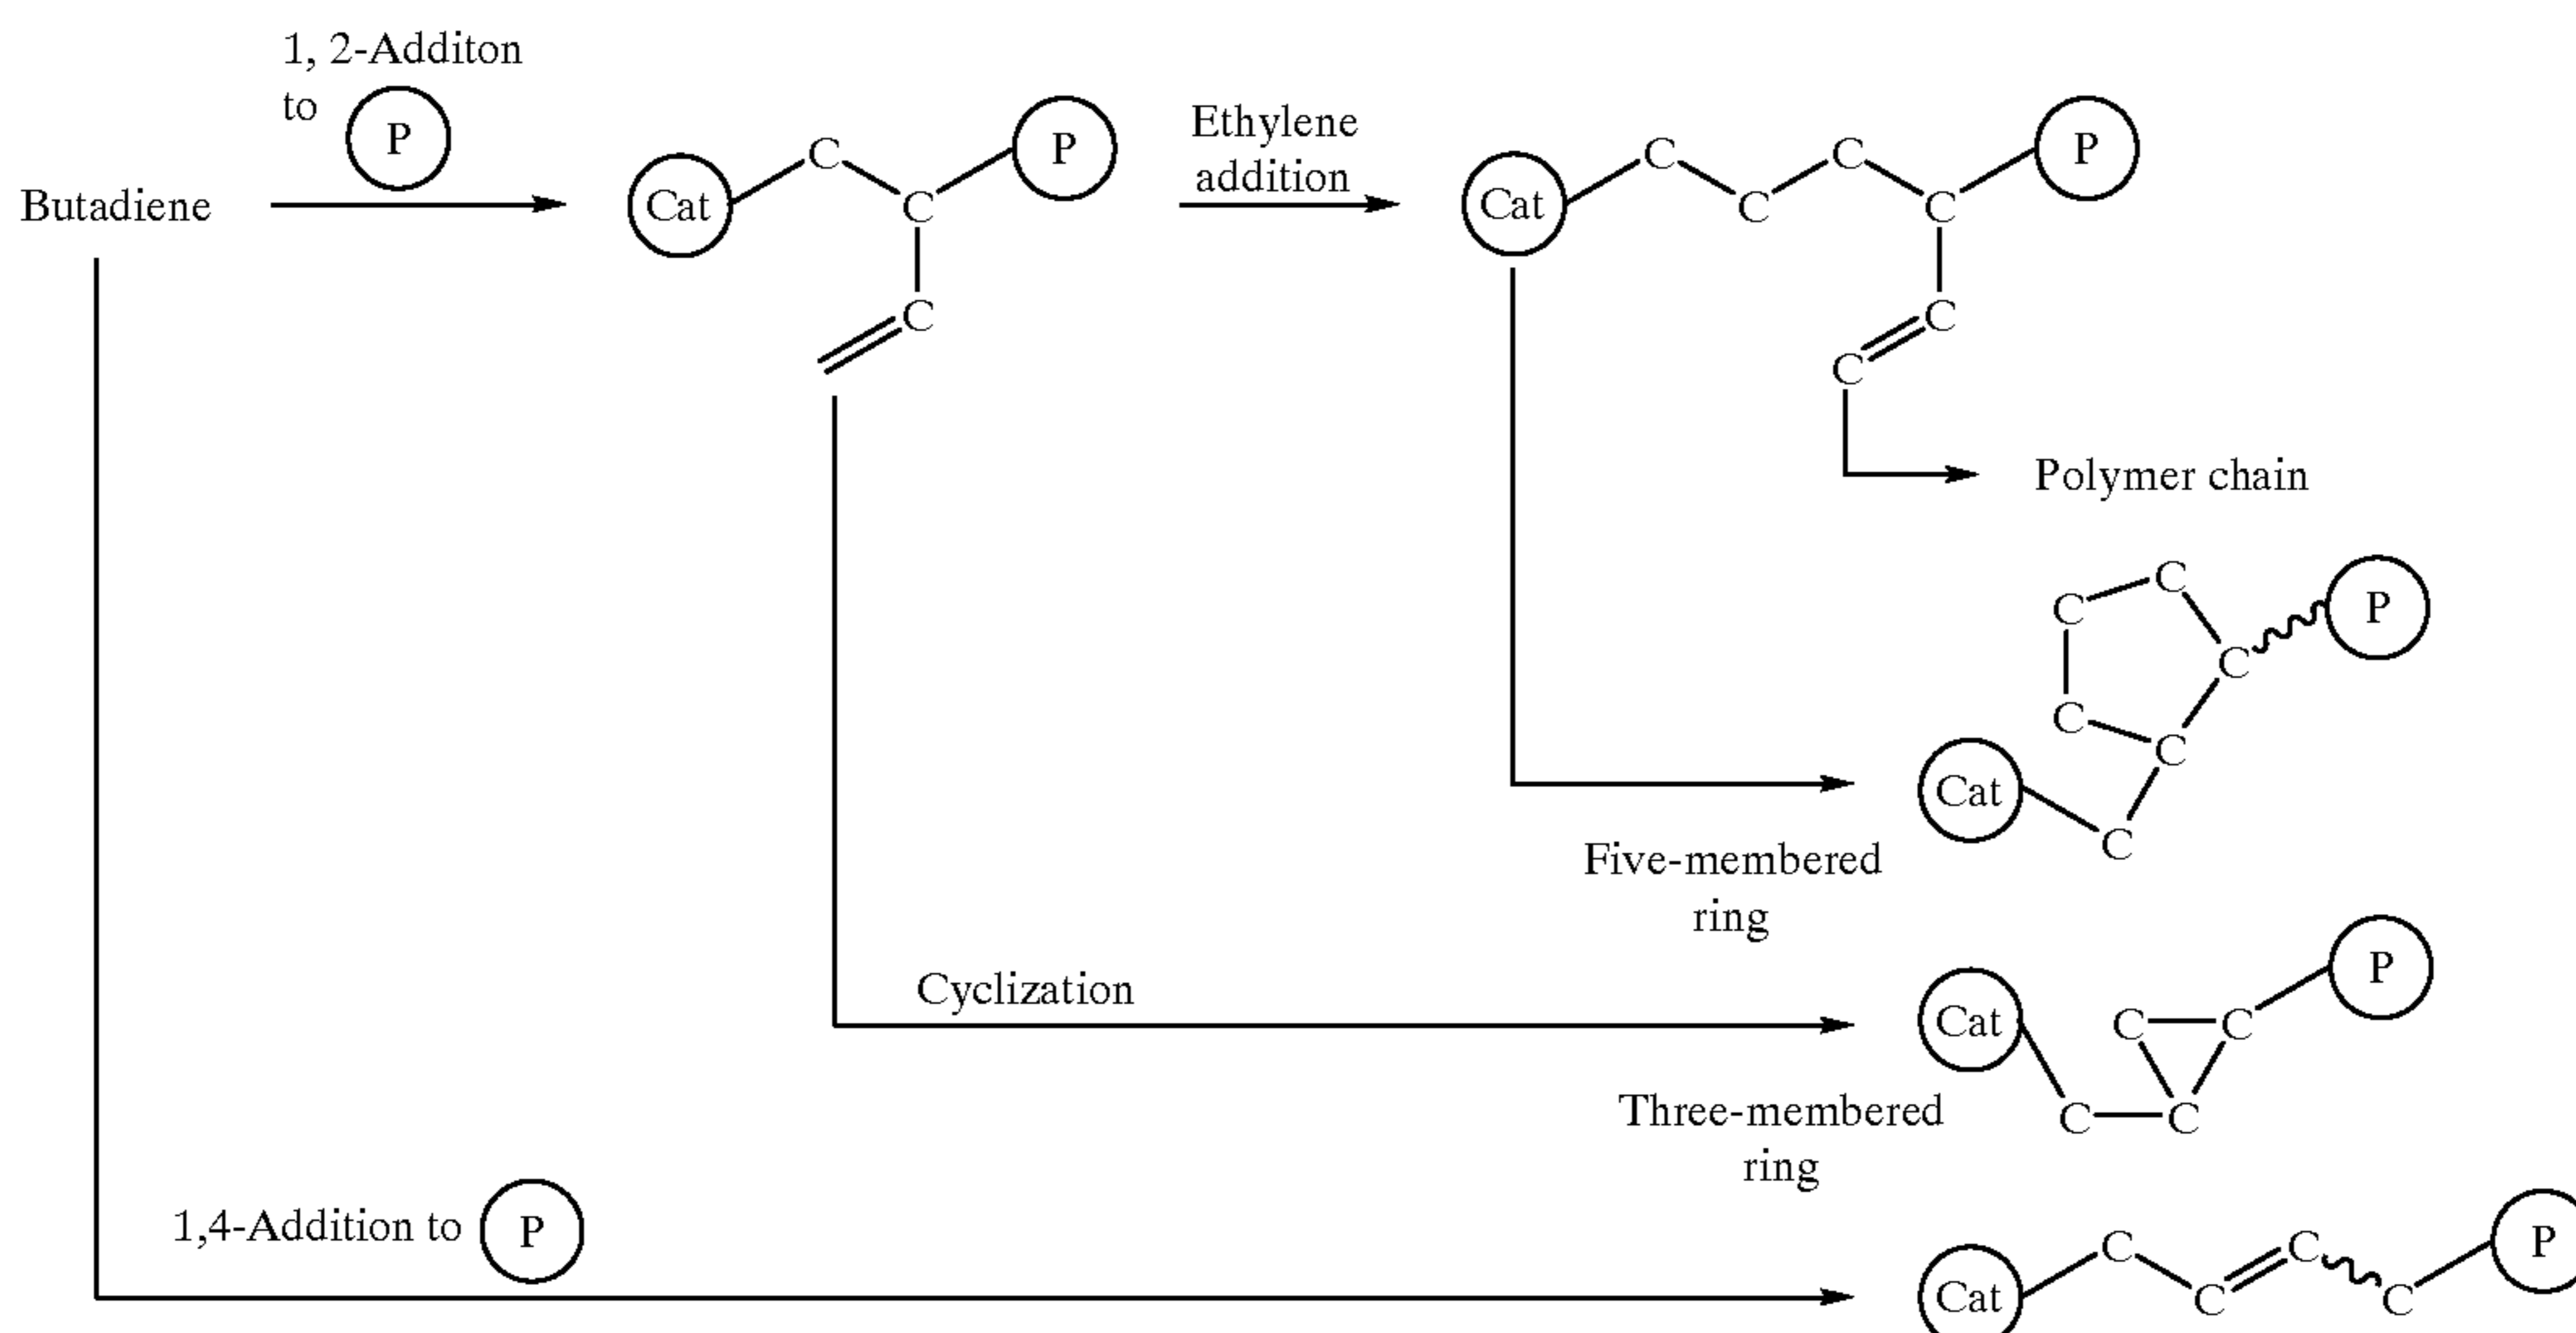 1, 2-Additon
to P
Butadiene
Cat C C P
C
Ethylene
addition
Cat C C C C P
C
C
Polymer chain
C C
C P
C
C
Cat
C
Five-membered
ring
Cyclization
Cat C C P
C C
Three-membered
ring
1,4-Addition to P
Cat C C C C P